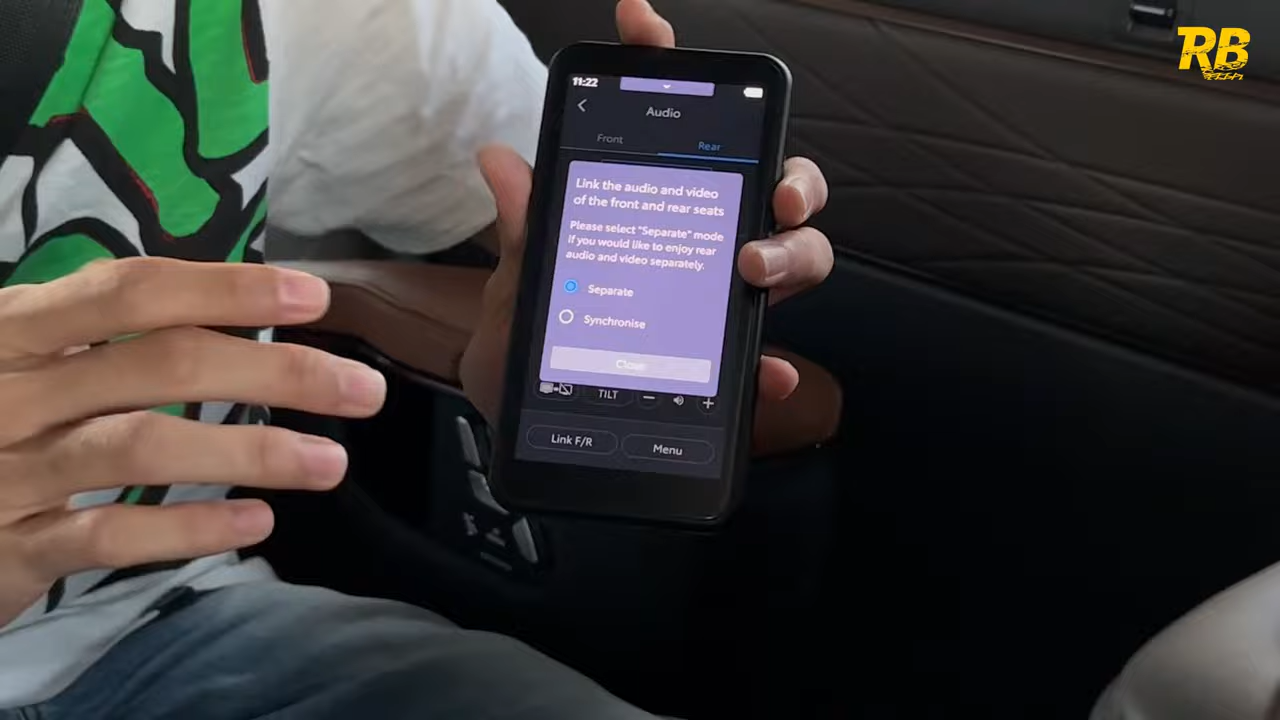 RB
11:22
Audio
Front Rear
Link the audio and video
of the front and rear seats
Please select "Separate" mode
if you would like to enjoy rear
audio and video separately.
Separate
Synchronise
Close
TILT
Link F/R Menu